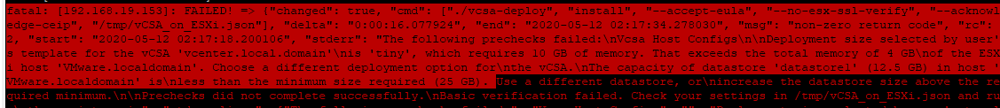 fatal: [192.168.19.153]: FAILED! => {"changed": true, "cmd": ["./vcsa-deploy", "install", "--accept-eula", "--no-esx-ssl-verify", "--acknowl
edge-ceip", "/tmp/vCSA_on_ESXi.json"], "delta": "0:00:16.077924", "end": "2020-05-12 02:17:34.278030", "msg": "non-zero return code", "rc":
2, "start": "2020-05-12 02:17:18.200106", "stderr": "The following prechecks failed:\nVcsa Host Configs\n\nDeployment size selected by user'
s template for the vCSA 'vcenter.local.domain'\nis 'tiny', which requires 10 GB of memory. That exceeds the total memory of 4 GB\nof the ESX
i host 'VMware.localdomain'. Choose a different deployment option for\nthe vCSA.\nThe capacity of datastore 'datastore1' (12.5 GB) in host '
VMware.localdomain' is\nless than the minimum size required (25 GB). Use a different datastore, or\nincrease the datastore size above the re
quired minimum.\n\nPrechecks did not complete successfully.\nBasic verification failed. Check your settings in /tmp/vCSA_on_ESXi.json and ru